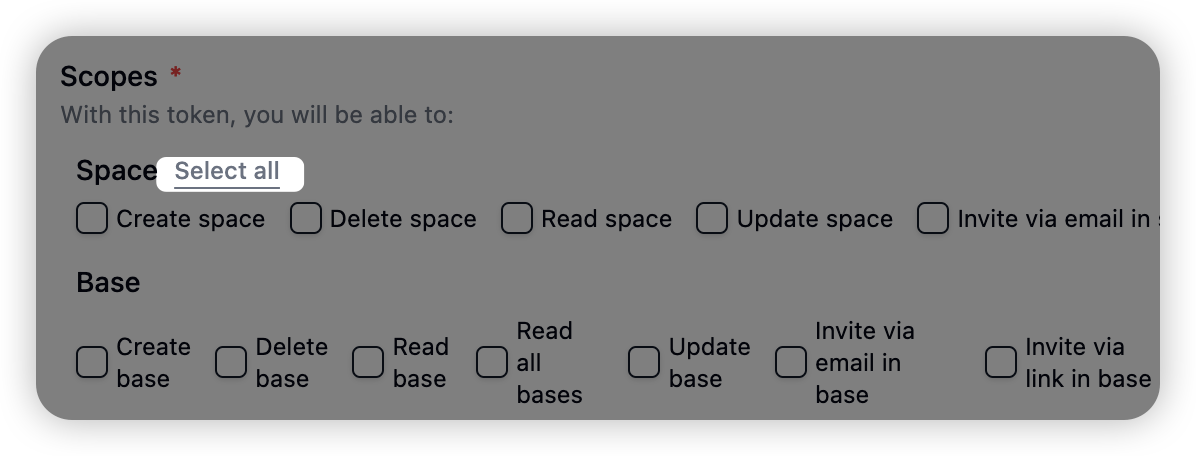 Scopes *
With this token, you will be able to:
Space Select all
Create space Delete space Read space Update space Invite via email in
Base
Create base Delete base Read base Read all bases Update base Invite via email in base Invite via link in base